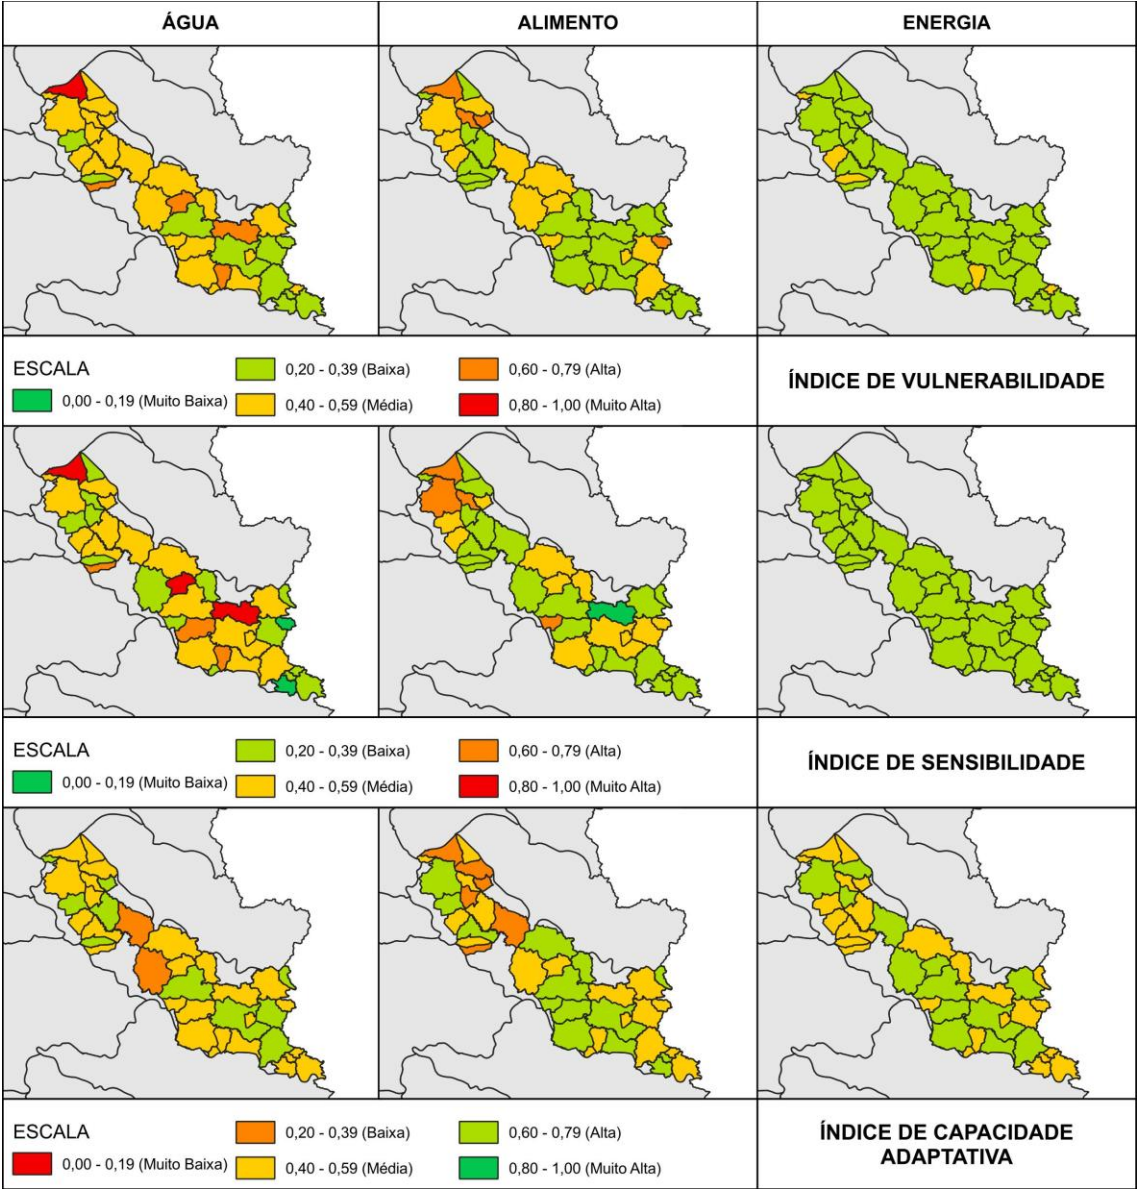 ÁGUA
ALIMENTO
ENERGIA
ESCALA
0,00 - 0,19 (Muito Baixa)
0,20 - 0,39 (Baixa)
0,40 - 0,59 (Média)
0,60 - 0,79 (Alta)
0,80 - 1,00 (Muito Alta)
ÍNDICE DE VULNERABILIDADE
ESCALA
0,00 - 0,19 (Muito Baixa)
0,20 - 0,39 (Baixa)
0,40 - 0,59 (Média)
0,60 - 0,79 (Alta)
0,80 - 1,00 (Muito Alta)
ÍNDICE DE SENSIBILIDADE
ESCALA
0,00 - 0,19 (Muito Baixa)
0,20 - 0,39 (Baixa)
0,40 - 0,59 (Média)
0,60 - 0,79 (Alta)
0,80 - 1,00 (Muito Alta)
ÍNDICE DE CAPACIDADE
ADAPTATIVA